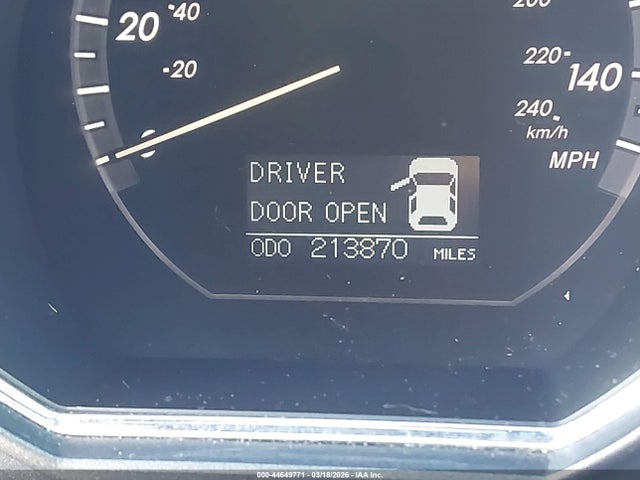 40
20
20
200
220
140
240
km/h
0
MPH
DRIVER
DOOR OPEN
ODO 213870 MILES
000-44649771 - 03/18/2026 - IAA Inc.